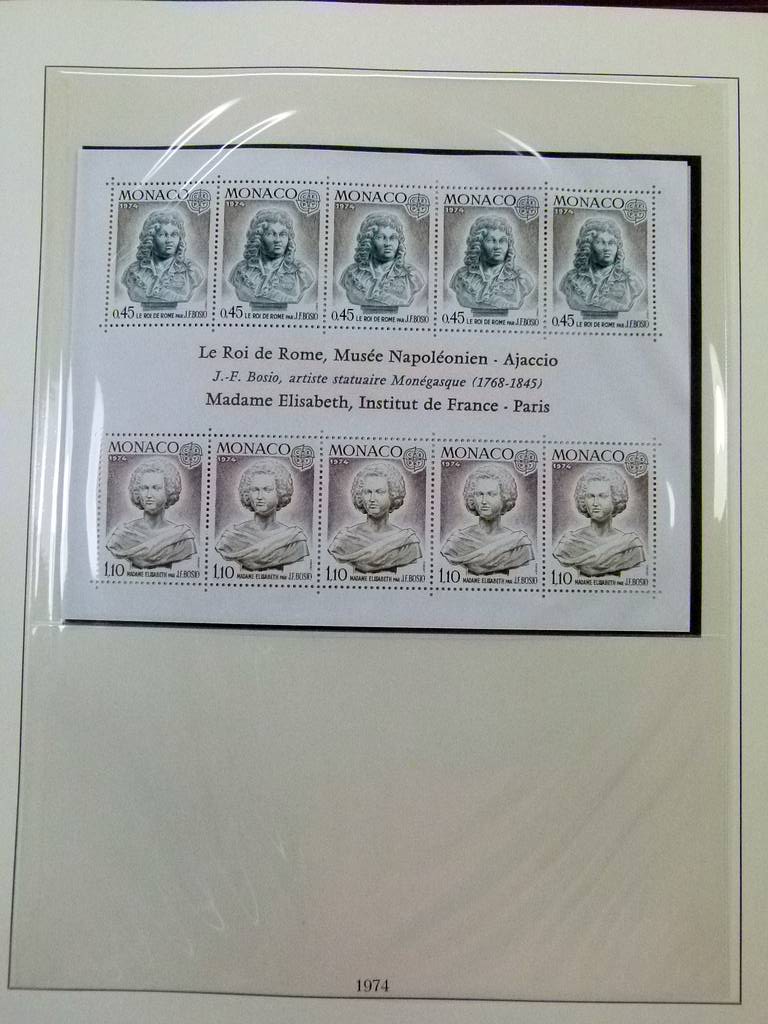 MONACO MONACO MONACO MONACO MONACO
1974 1974 1974 1974 1974
0.45 LE ROI DE ROME PAR J.F.BOSIO 0.45 LE ROI DE ROME PAR J.F.BOSIO 0.45 LE ROI DE ROME PAR J.F.BOSIO 0.45 LE ROI DE ROME PAR J.F.BOSIO 0.45 LE ROI DE ROME PAR J.F.BOSIO
Le Roi de Rome, Musée Napoléonien - Ajaccio
J.-F. Bosio, artiste statuaire Monégasque (1768-1845)
Madame Elisabeth, Institut de France - Paris
MONACO MONACO MONACO MONACO MONACO
1974 1974 1974 1974 1974
1,10 MADAME ELISABETH PAR J.F.BOSIO 1,10 MADAME ELISABETH PAR J.F.BOSIO 1,10 MADAME ELISABETH PAR J.F.BOSIO 1,10 MADAME ELISABETH PAR J.F.BOSIO 1,10 MADAME ELISABETH PAR J.F.BOSIO
1974